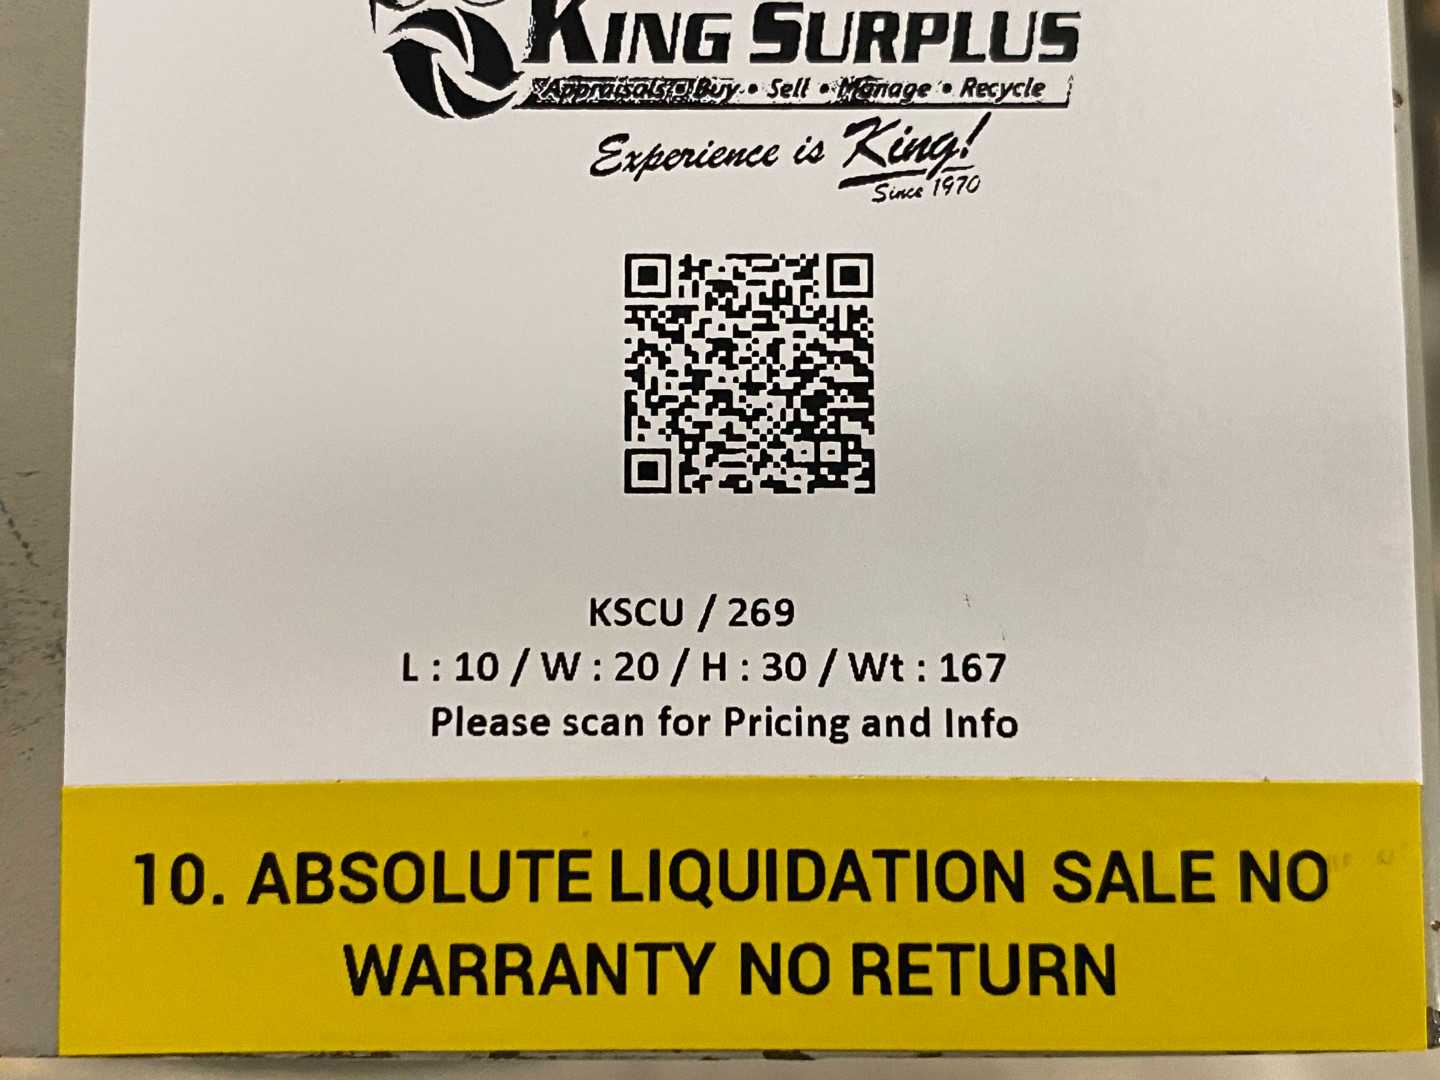 KING SURPLUS
Appraisals • Buy • Sell • Manage • Recycle
Experience is King!
Since 1970
KSCU / 269
L : 10 / W : 20 / H : 30 / Wt : 167
Please scan for Pricing and Info
10. ABSOLUTE LIQUIDATION SALE NO
WARRANTY NO RETURN